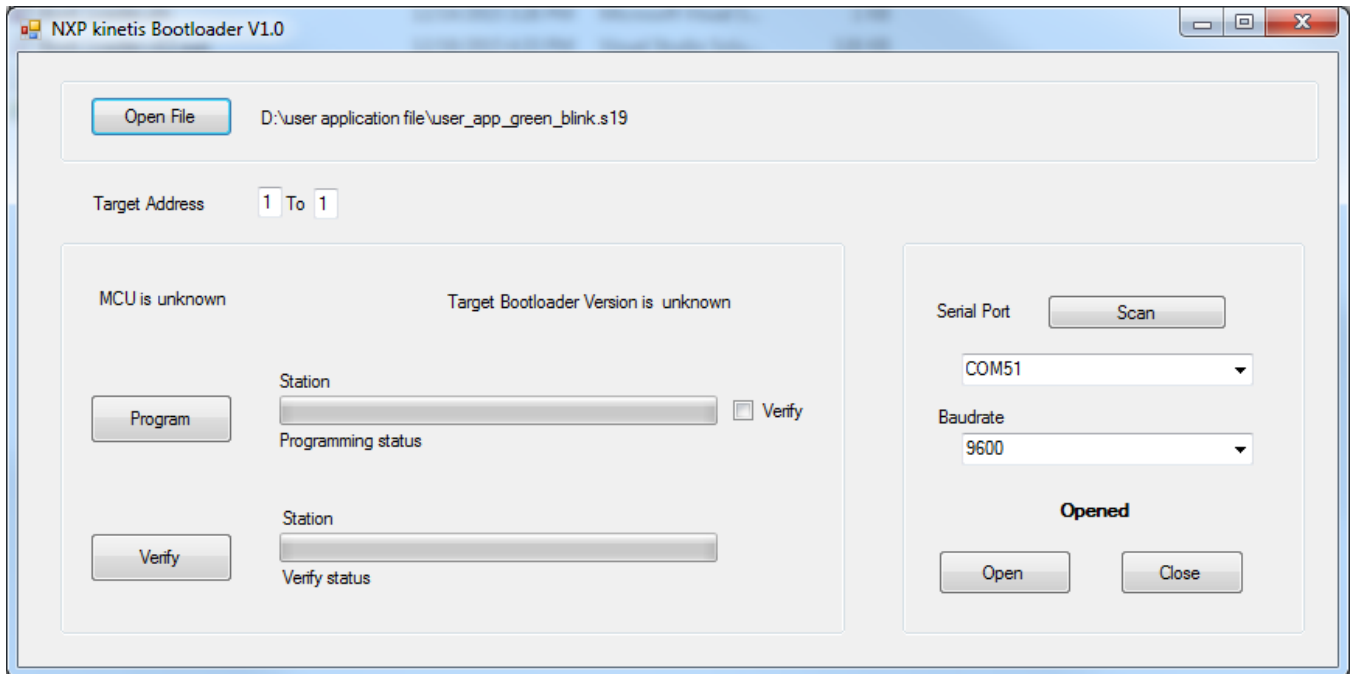 NXP kinetis Bootloader V1.0
Open File D:\user application file\user_app_green_blink.s19
Target Address 1 To 1
MCU is unknown Target Bootloader Version is unknown
Station
Program Verify
Programming status
Station
Verify
Verify status
Serial Port Scan
COM51
Baudrate
9600
Opened
Open Close